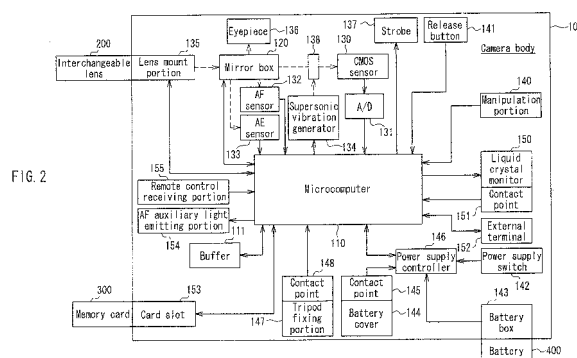 136
Eyepiece
137
Strobe
Release
button
141
10
200
135
120
138
130
Camera body
Interchangeable
lens
Lens mount
portion
Mirror box
CMOS
sensor
132
AF
sensor
Supersonic
vibration
generator
A/D
131
140
Manipulation
portion
AE
sensor
133
134
150
Liquid
crystal
monitor
FIG. 2
155
Remote control
receiving portion
Microcomputer
Contact
point
151
AF auxiliary light
emitting portion
154
111
110
146
152
External
terminal
Buffer
148
Power supply
controller
Power supply
switch
142
300
153
Contact
point
Contact
point
145
143
Memory card
Card slot
147
Tripod
fixing
portion
Battery
cover
144
Battery
box
Battery
400